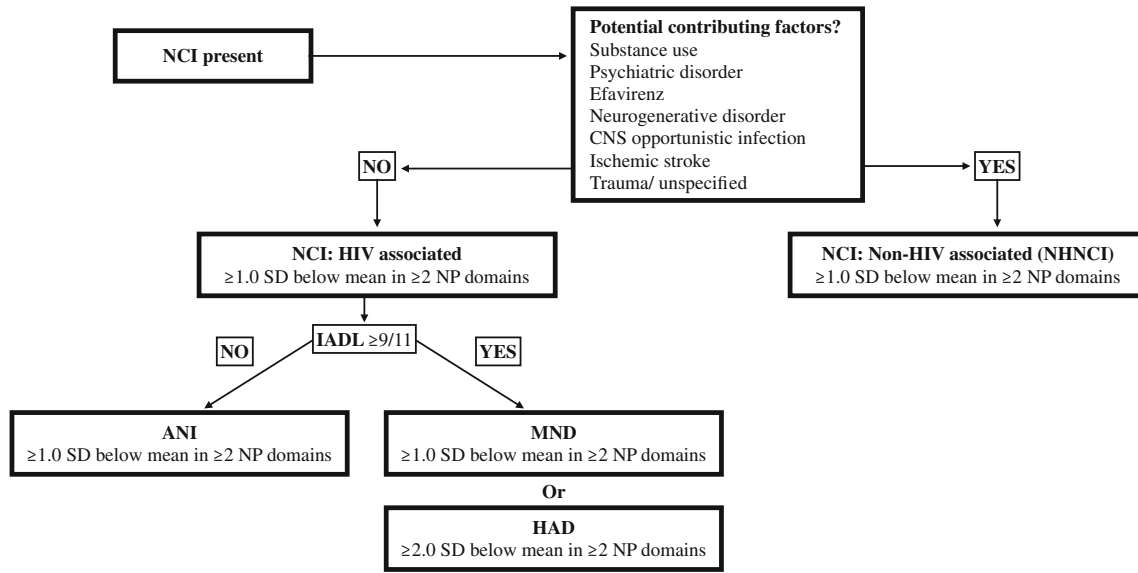 NCI present
Potential contributing factors?
Substance use
Psychiatric disorder
Efavirenz
Neurogenerative disorder
CNS opportunistic infection
Ischemic stroke
Trauma/ unspecified
NO
YES
NCI: HIV associated
≥1.0 SD below mean in ≥2 NP domains
NCI: Non-HIV associated (NHNCI)
≥1.0 SD below mean in ≥2 NP domains
IADL ≥9/11
NO
YES
ANI
≥1.0 SD below mean in ≥2 NP domains
MND
≥1.0 SD below mean in ≥2 NP domains
Or
HAD
≥2.0 SD below mean in ≥2 NP domains